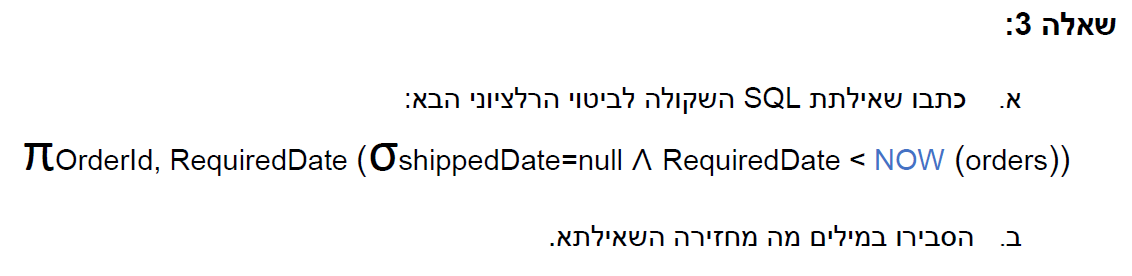 שאלה 3:
א. כתבו שאילתת SQL השקולה לביטוי הרלציוני הבא:
πOrderId, RequiredDate (σshippedDate=null Λ RequiredDate < NOW (orders))
ב. הסבירו במילים מה מחזירה השאילתא.